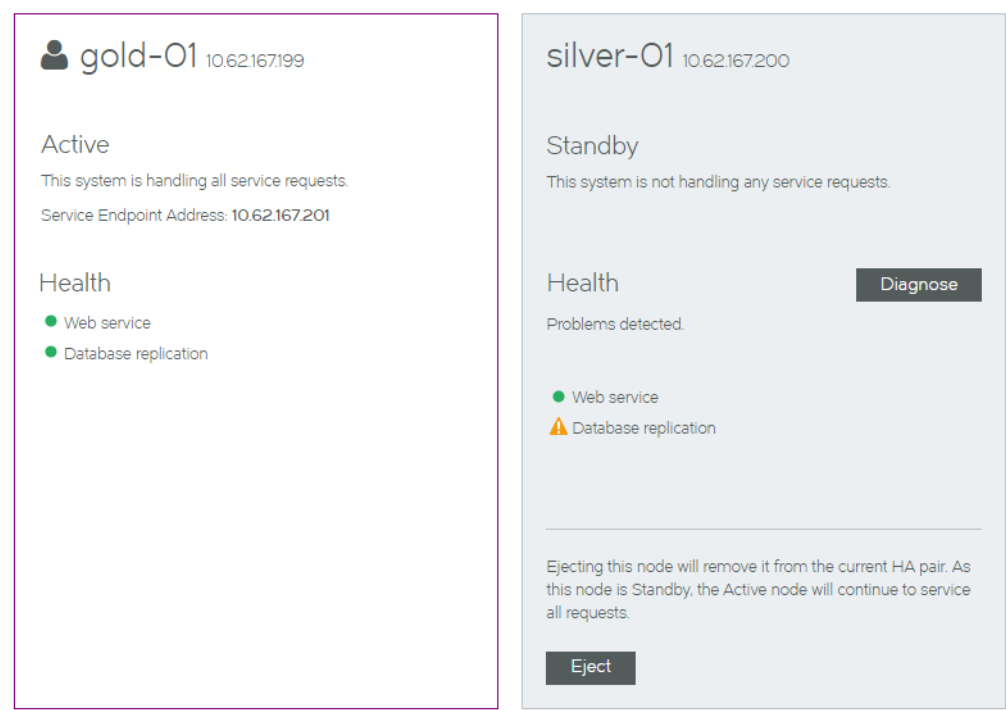 gold-01 10.62.167.199
Active
This system is handling all service requests.
Service Endpoint Address: 10.62.167.201
Health
Web service
Database replication
silver-01 10.62.167.200
Standby
This system is not handling any service requests.
Health
Diagnose
Problems detected.
Web service
Database replication
Ejecting this node will remove it from the current HA pair. As
this node is Standby, the Active node will continue to service
all requests.
Eject